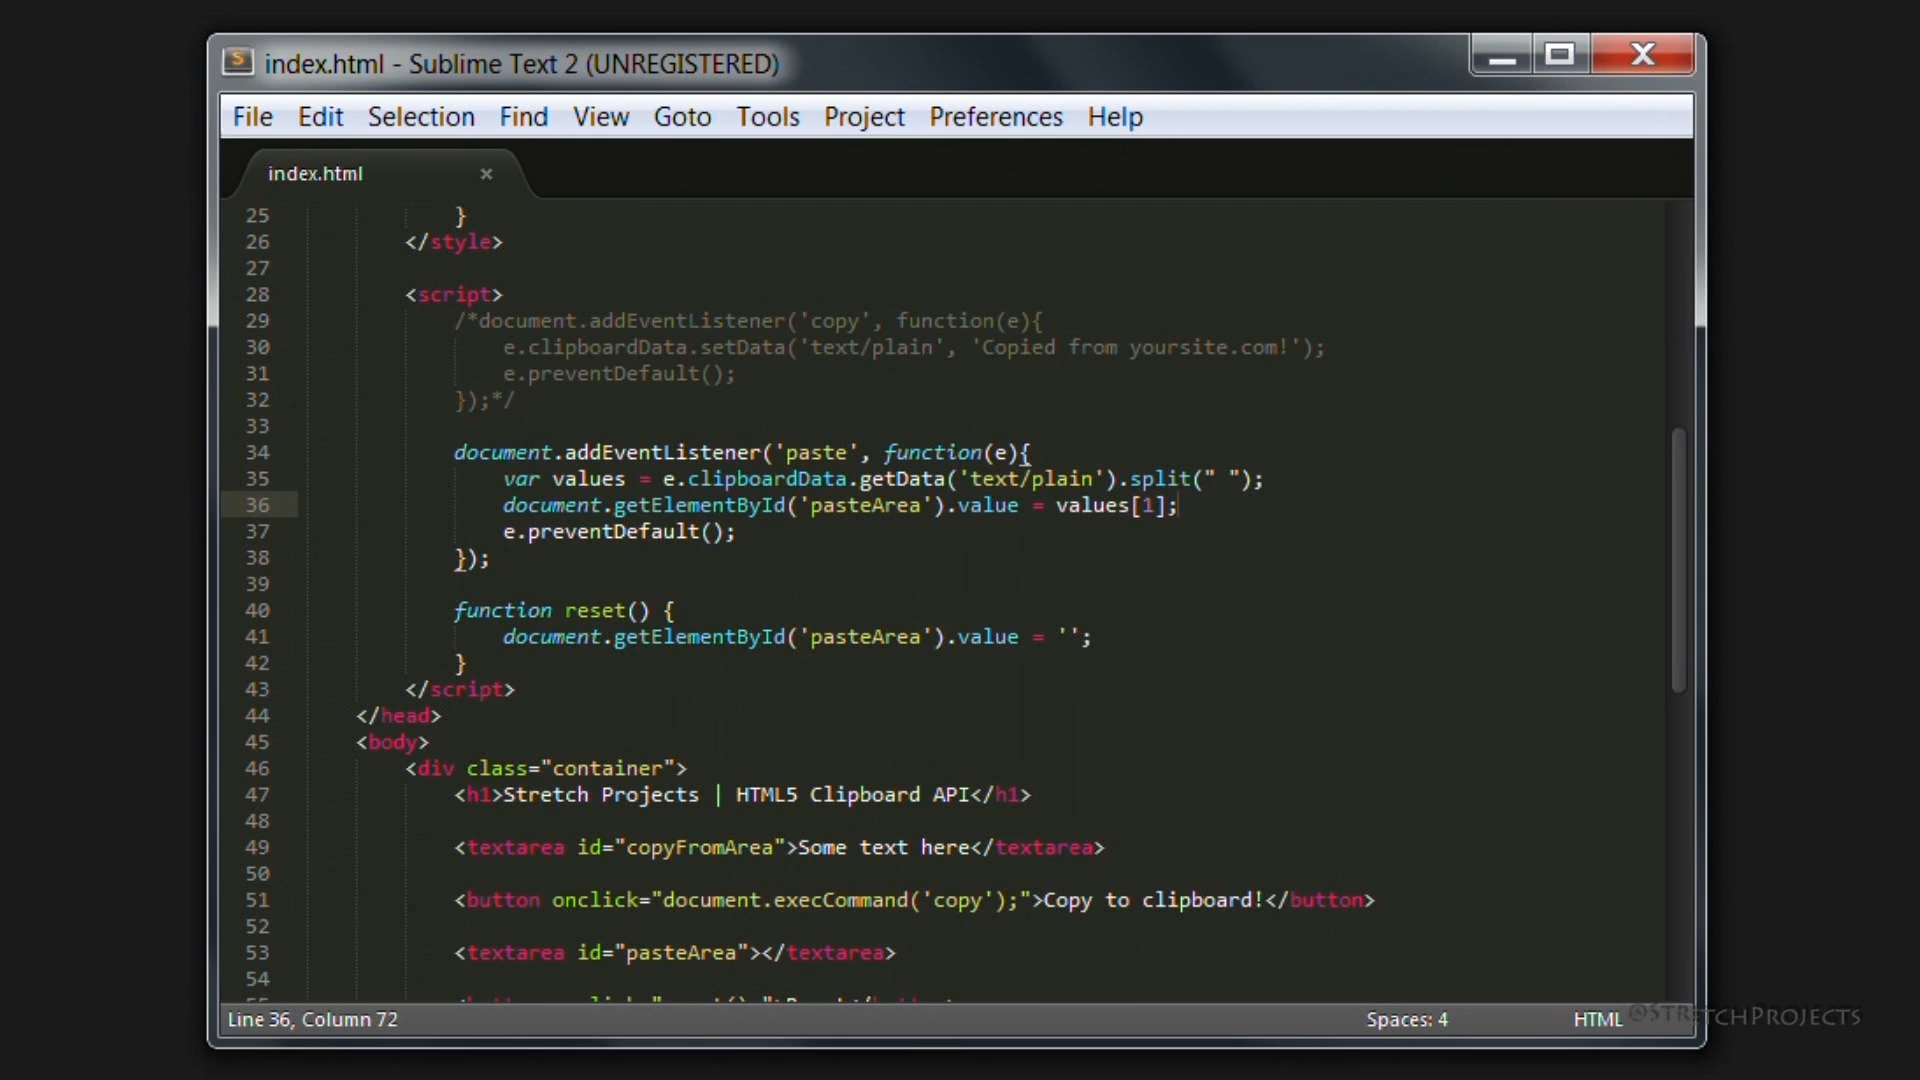 index.html - Sublime Text 2 (UNREGISTERED)
File Edit Selection Find View Goto Tools Project Preferences Help
index.html
25 }
26 </style>
27
28 <script>
29 /*document.addEventListener('copy', function(e){
30 e.clipboardData.setData('text/plain', 'Copied from yoursite.com!');
31 e.preventDefault();
32 });*/
33
34 document.addEventListener('paste', function(e){
35 var values = e.clipboardData.getData('text/plain').split(" ");
36 document.getElementById('pasteArea').value = values[1];
37 e.preventDefault();
38 });
39
40 function reset() {
41 document.getElementById('pasteArea').value = '';
42 }
43 </script>
44 </head>
45 <body>
46 <div class="container">
47 <h1>Stretch Projects | HTML5 Clipboard API</h1>
48
49 <textarea id="copyFromArea">Some text here</textarea>
50
51 <button onclick="document.execCommand('copy');">Copy to clipboard!</button>
52
53 <textarea id="pasteArea"></textarea>
54
Line 36, Column 72 Spaces: 4 HTML
@StretchProjects